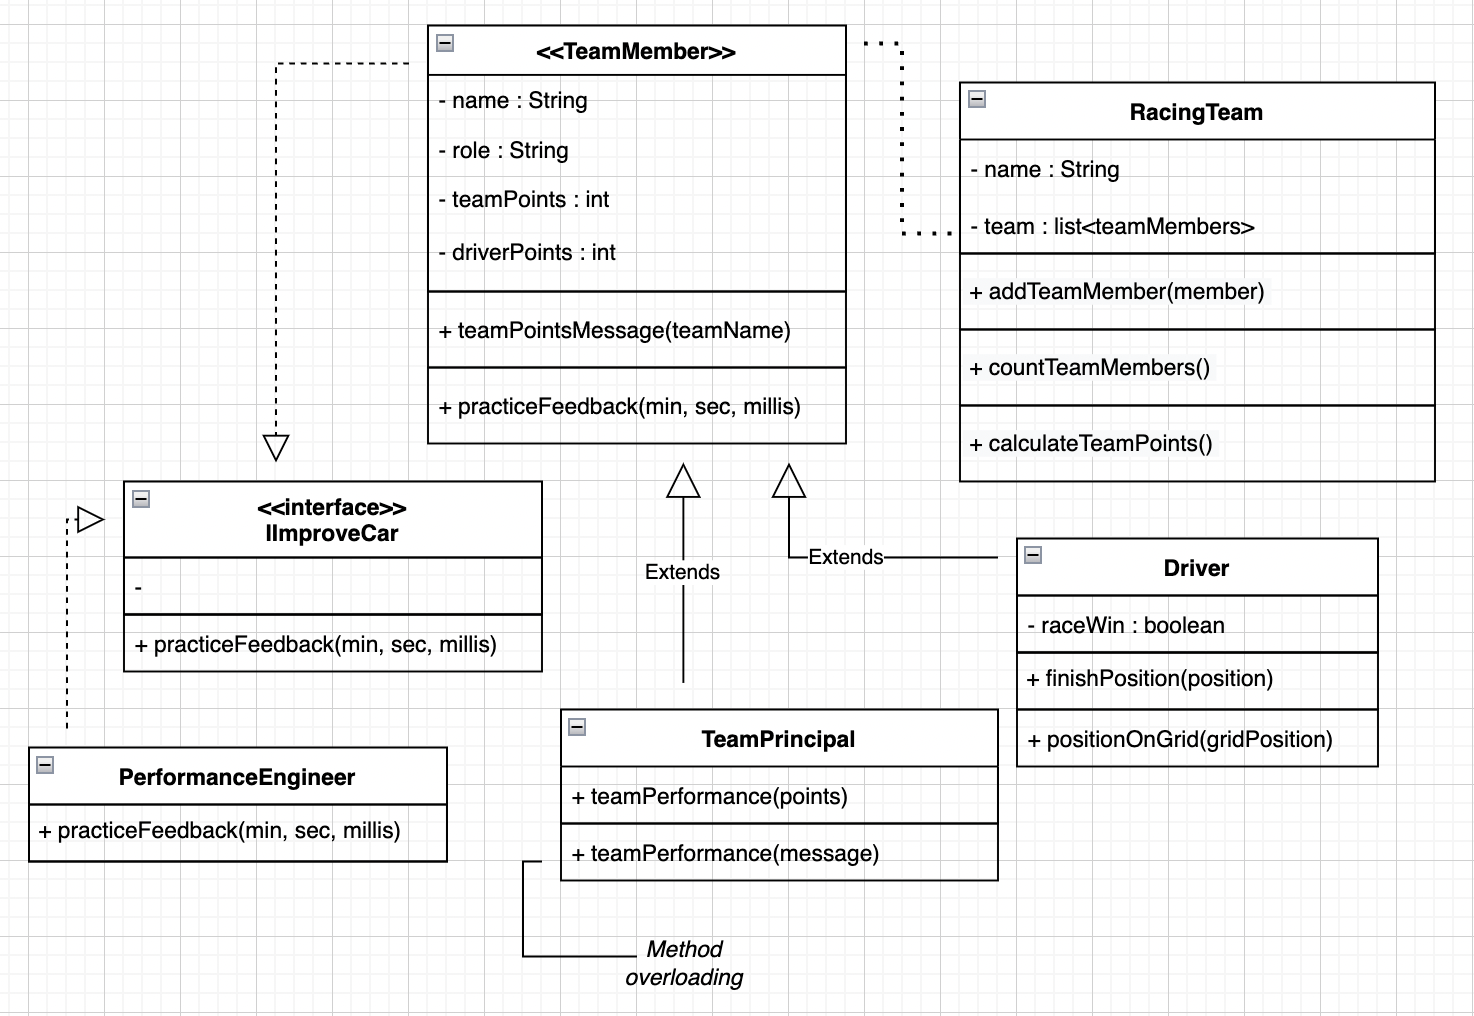 <<TeamMember>>
- name : String
- role : String
- teamPoints : int
- driverPoints : int
+ teamPointsMessage(teamName)
+ practiceFeedback(min, sec, millis)
RacingTeam
- name : String
- team : list<teamMembers>
+ addTeamMember(member)
+ countTeamMembers()
+ calculateTeamPoints()
<<interface>>
IImproveCar
-
+ practiceFeedback(min, sec, millis)
Extends
Extends
Driver
- raceWin : boolean
+ finishPosition(position)
+ positionOnGrid(gridPosition)
PerformanceEngineer
+ practiceFeedback(min, sec, millis)
TeamPrincipal
+ teamPerformance(points)
+ teamPerformance(message)
Method
overloading